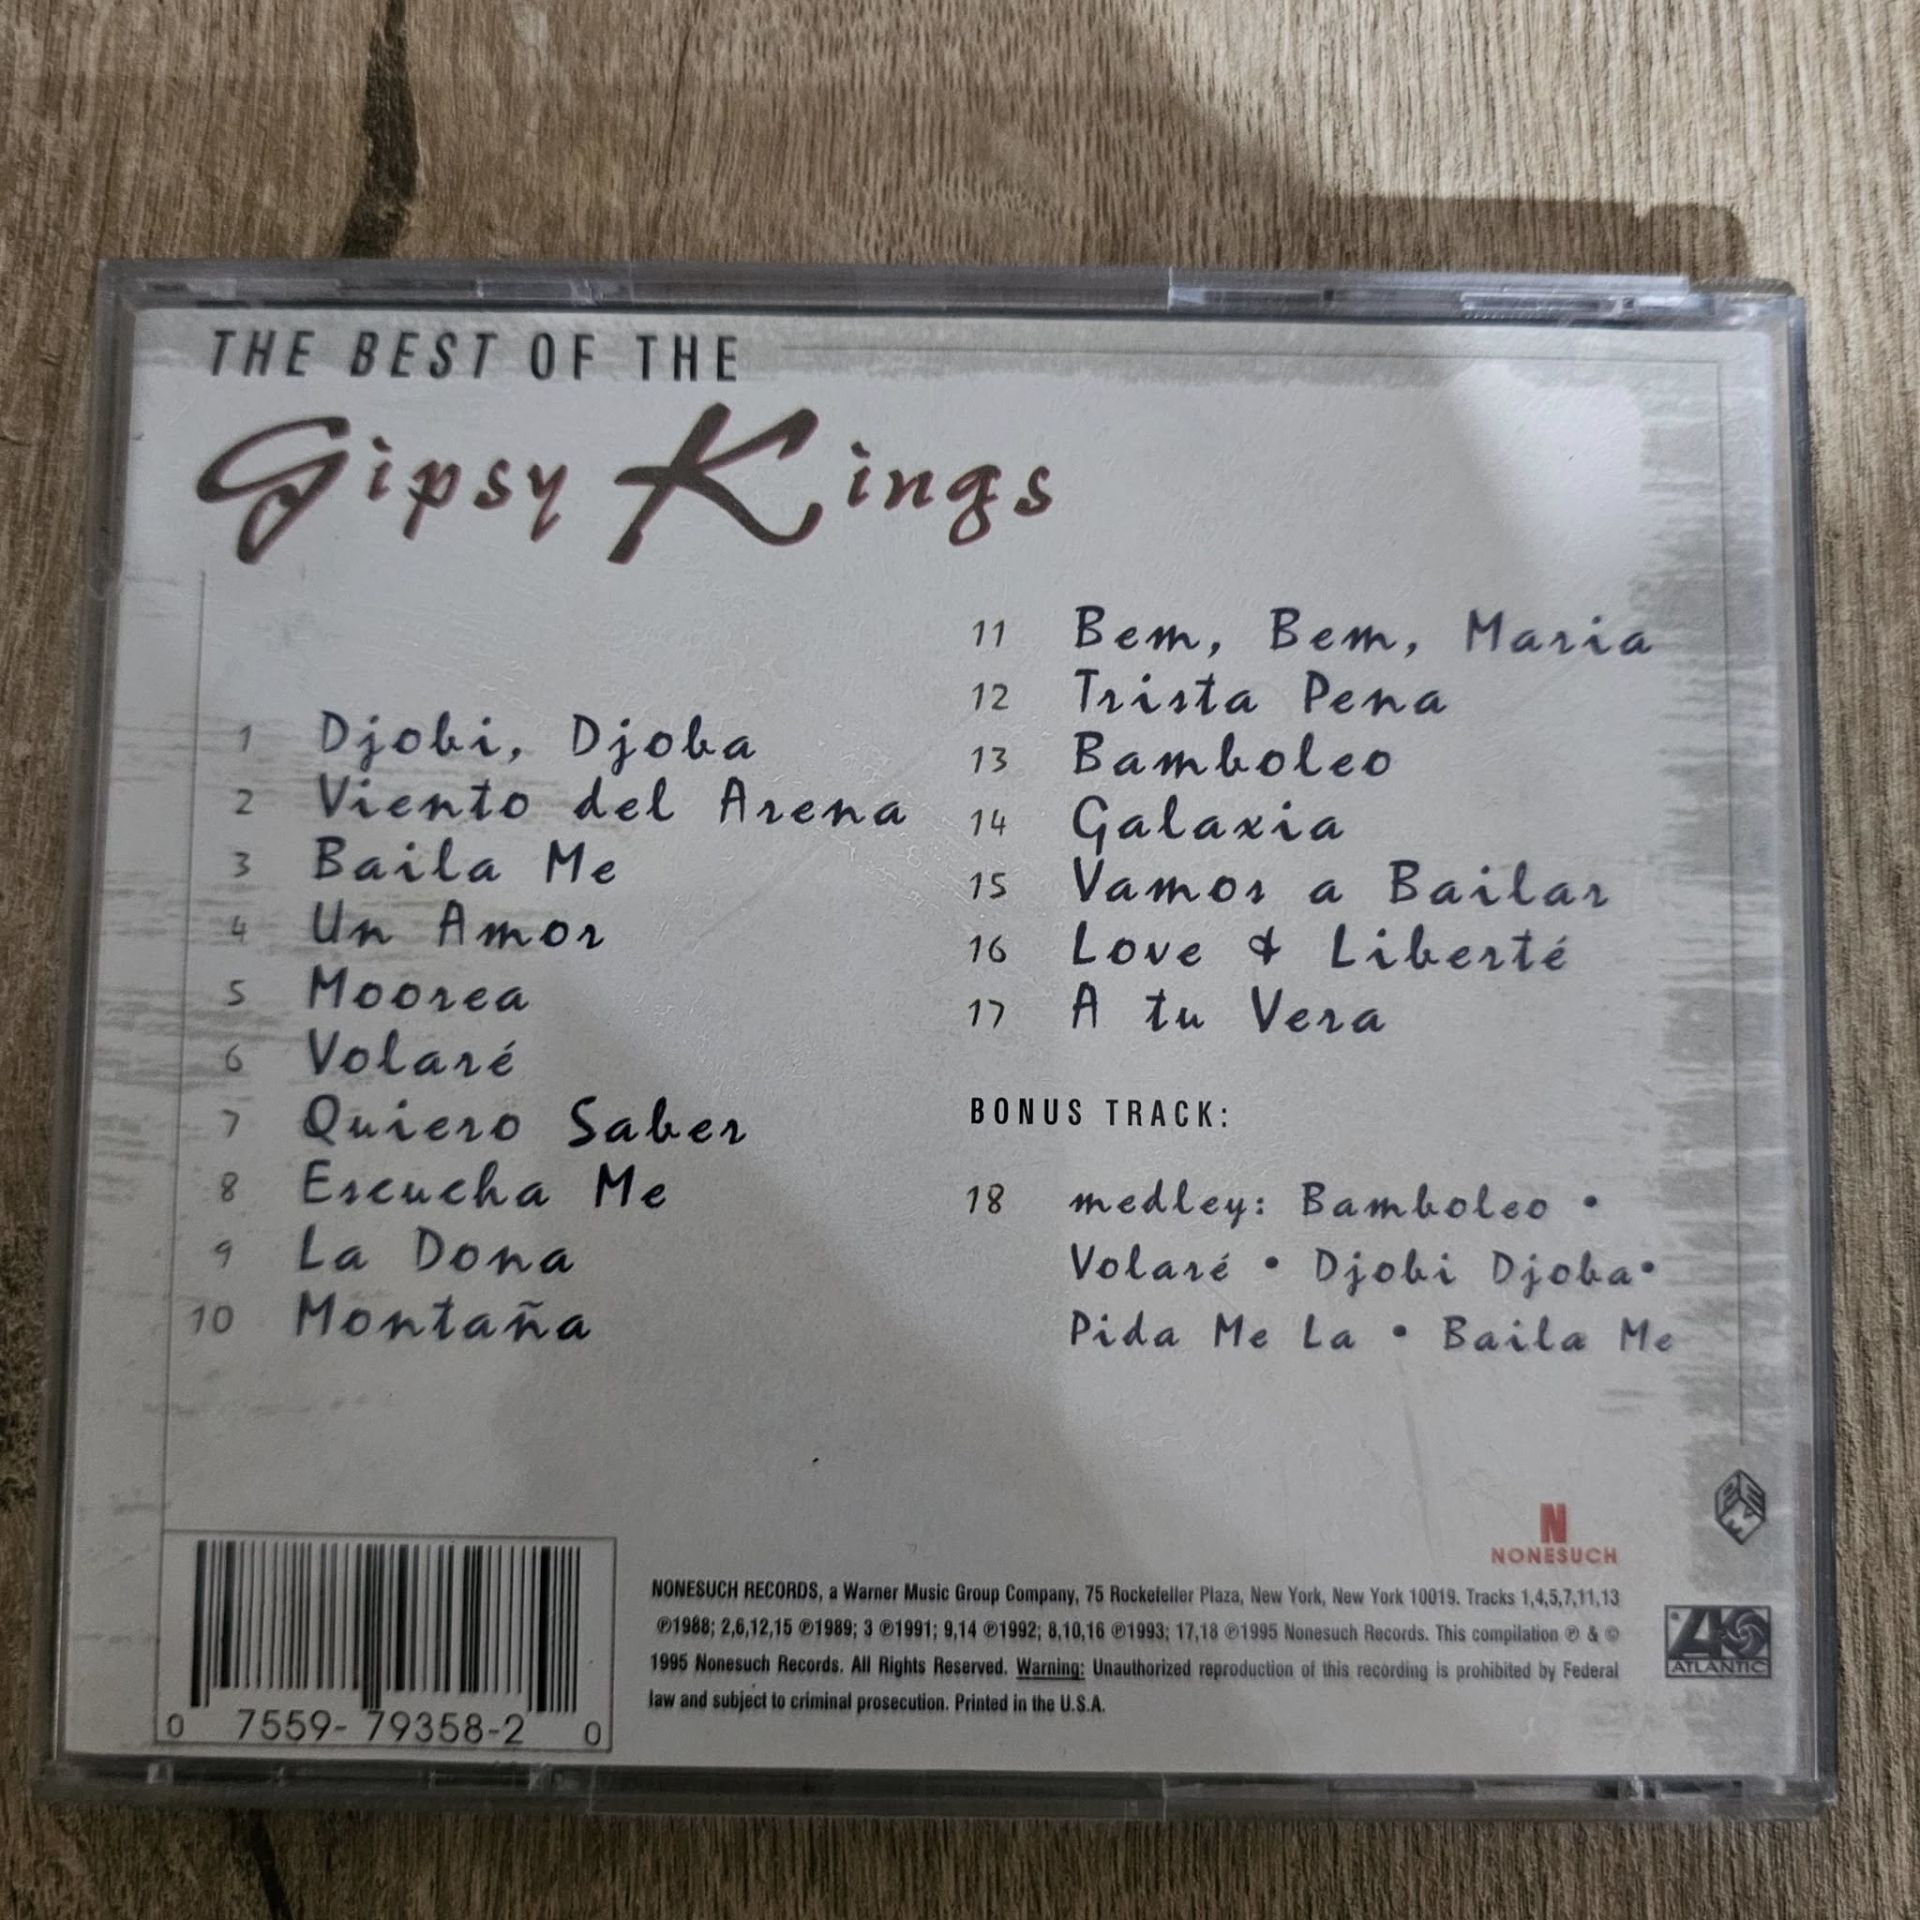 THE BEST OF THE
Gipsy Kings
1 Djobi, Djoba
2 Viento del Arena
3 Baila Me
4 Un Amor
5 Moorea
6 Volaré
7 Quiero Saber
8 Escucha Me
9 La Dona
10 Montaña
11 Bem, Bem, Maria
12 Trista Pena
13 Bamboleo
14 Galaxia
15 Vamos a Bailar
16 Love & Liberté
17 A tu Vera
BONUS TRACK:
18 medley: Bamboleo •
Volaré • Djobi Djoba •
Pida Me La • Baila Me
N
NONESUCH
NONESUCH RECORDS, a Warner Music Group Company, 75 Rockefeller Plaza, New York, New York 10019. Tracks 1,4,5,7,11,13
℗1988; 2,6,12,15 ℗1989; 3 ℗1991; 9,14 ℗1992; 8,10,16 ℗1993; 17,18 ℗1995 Nonesuch Records. This compilation ℗ & ©
1995 Nonesuch Records. All Rights Reserved. Warning: Unauthorized reproduction of this recording is prohibited by Federal
law and subject to criminal prosecution. Printed in the U.S.A.
ATLANTIC
0 7559-79358-2 0